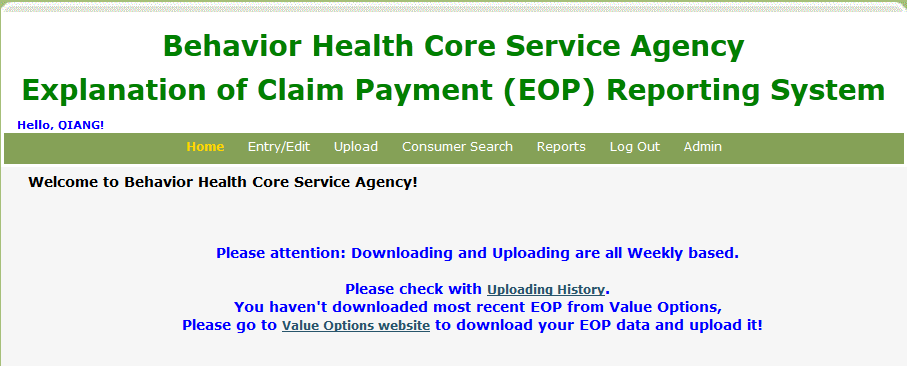 Behavior Health Core Service Agency
Explanation of Claim Payment (EOP) Reporting System
Hello, QIANG!
Home Entry/Edit Upload Consumer Search Reports Log Out Admin
Welcome to Behavior Health Core Service Agency!
Please attention: Downloading and Uploading are all Weekly based.
Please check with Uploading History.
You haven't downloaded most recent EOP from Value Options,
Please go to Value Options website to download your EOP data and upload it!